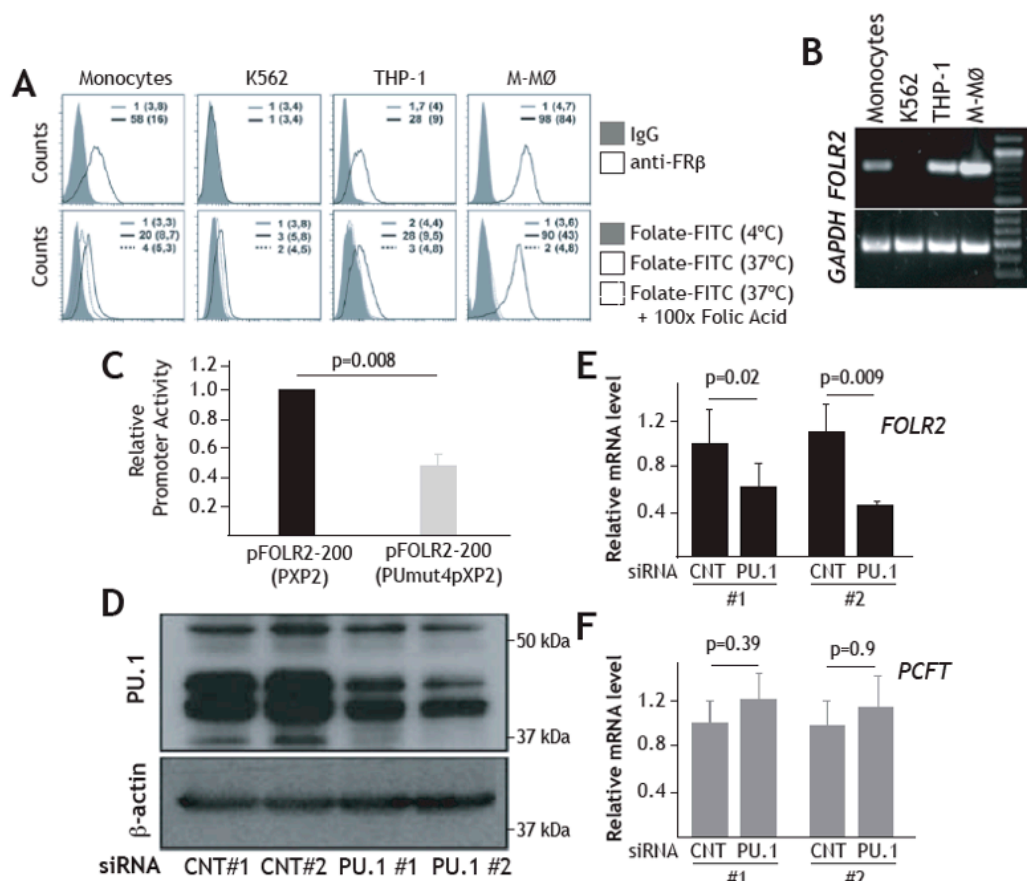 A
Monocytes
K562
THP-1
M-MØ
Counts
1 (3,8)
58 (16)
1 (3,4)
1 (3,4)
1,7 (4)
28 (9)
1 (4,7)
98 (84)
IgG
anti-FRβ
Counts
1 (3,3)
20 (8,7)
4 (5,3)
1 (3,8)
3 (5,8)
2 (4,5)
2 (4,4)
28 (9,5)
3 (4,8)
1 (3,6)
90 (43)
2 (4,8)
Folate-FITC (4ºC)
Folate-FITC (37ºC)
Folate-FITC (37ºC)
+ 100x Folic Acid
B
Monocytes
K562
THP-1
M-MØ
FOLR2
GAPDH
C
Relative
Promoter Activity
1.2
1.0
0.8
0.6
0.4
0.2
p=0.008
pFOLR2-200
(PXP2)
pFOLR2-200
(PUmut4pXP2)
D
PU.1
50 kDa
37 kDa
β-actin
37 kDa
siRNA CNT#1 CNT#2 PU.1 #1 PU.1 #2
E
Relative mRNA level
1.2
0.8
0.4
p=0.02
p=0.009
FOLR2
siRNA CNT PU.1 CNT PU.1
#1 #2
F
Relative mRNA level
1.2
0.8
0.4
p=0.39
p=0.9
PCFT
siRNA CNT PU.1 CNT PU.1
#1 #2